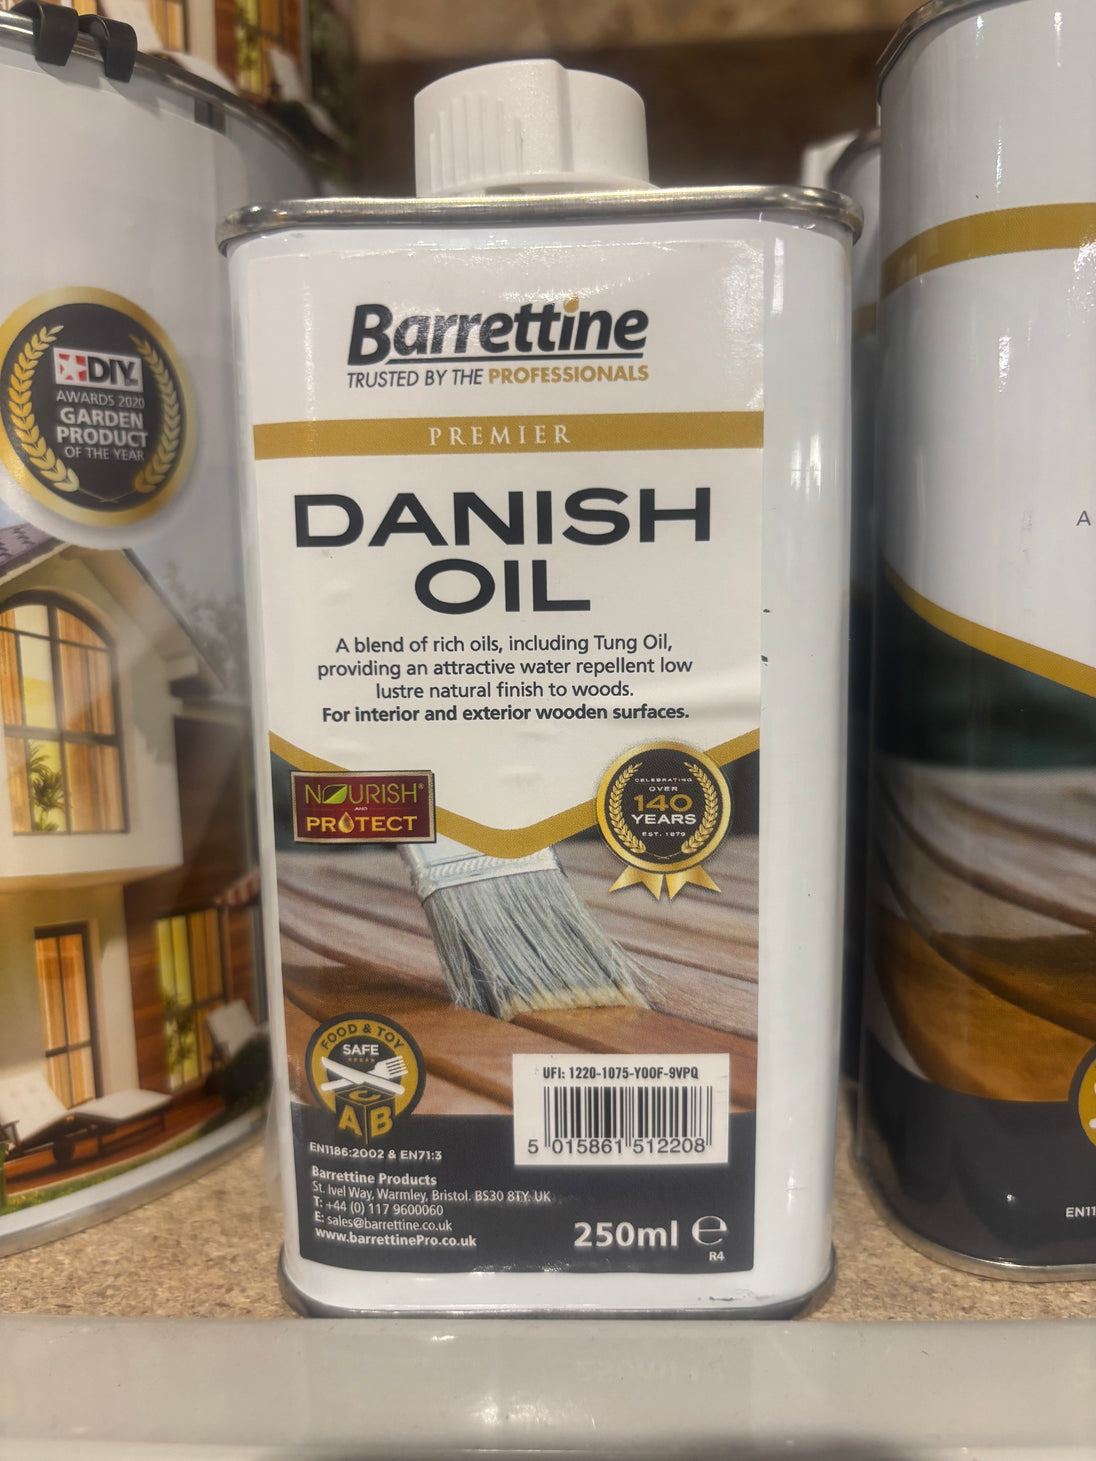 Barrettine
TRUSTED BY THE PROFESSIONALS
PREMIER
DANISH
OIL
A blend of rich oils, including Tung Oil,
providing an attractive water repellent low
lustre natural finish to woods.
For interior and exterior wooden surfaces.
NOURISH®
AND
PROTECT
CELEBRATING
OVER
140
YEARS
EST. 1879
FOOD & TOY
SAFE
C
A B
EN1186:2002 & EN71:3
UFI: 1220-1075-Y00F-9VPQ
5 015861 512208
Barrettine Products
St. Ivel Way, Warmley, Bristol. BS30 8TY. UK
T: +44 (0) 117 9600060
E: sales@barrettine.co.uk
www.barrettinePro.co.uk
250ml e
R4
DIY
AWARDS 2020
GARDEN
PRODUCT
OF THE YEAR
A
EN11